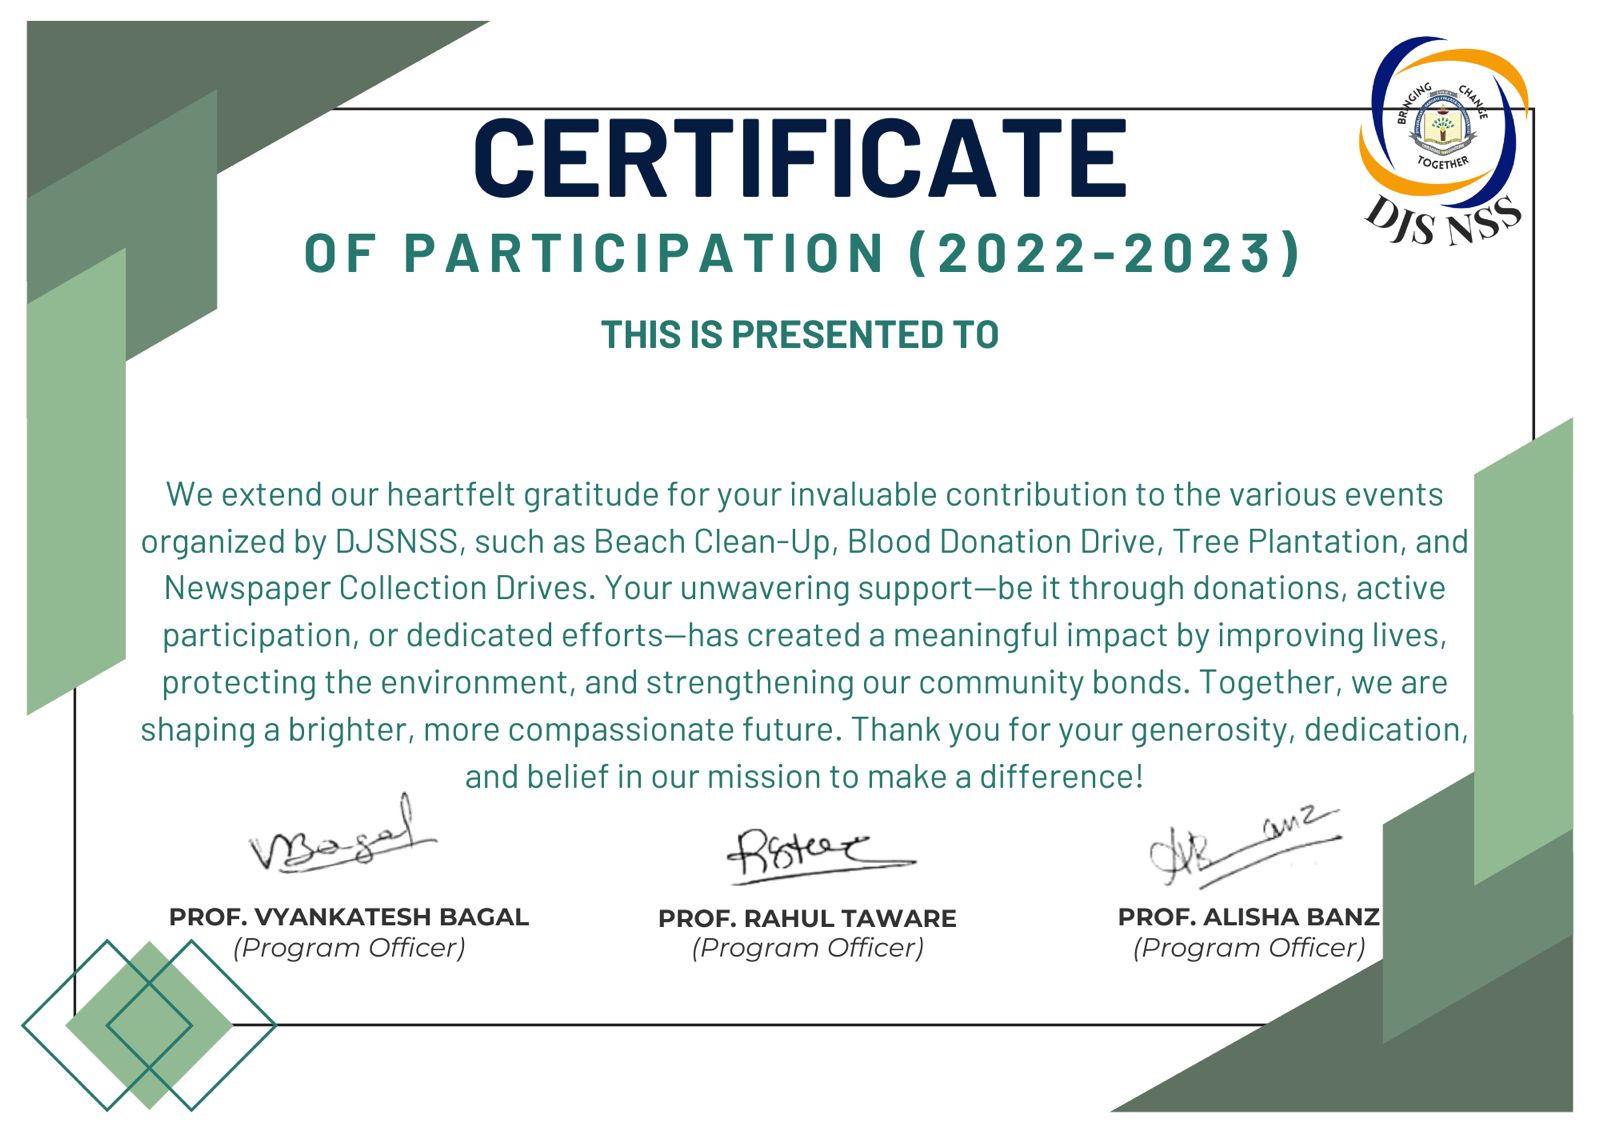 BRINGING CHANGE
TOGETHER
DJS NSS
CERTIFICATE
OF PARTICIPATION (2022-2023)
THIS IS PRESENTED TO
We extend our heartfelt gratitude for your invaluable contribution to the various events
organized by DJSNSS, such as Beach Clean-Up, Blood Donation Drive, Tree Plantation, and
Newspaper Collection Drives. Your unwavering support—be it through donations, active
participation, or dedicated efforts—has created a meaningful impact by improving lives,
protecting the environment, and strengthening our community bonds. Together, we are
shaping a brighter, more compassionate future. Thank you for your generosity, dedication,
and belief in our mission to make a difference!
VBagal
PROF. VYANKATESH BAGAL
(Program Officer)
PROF. RAHUL TAWARE
(Program Officer)
PROF. ALISHA BANZ
(Program Officer)